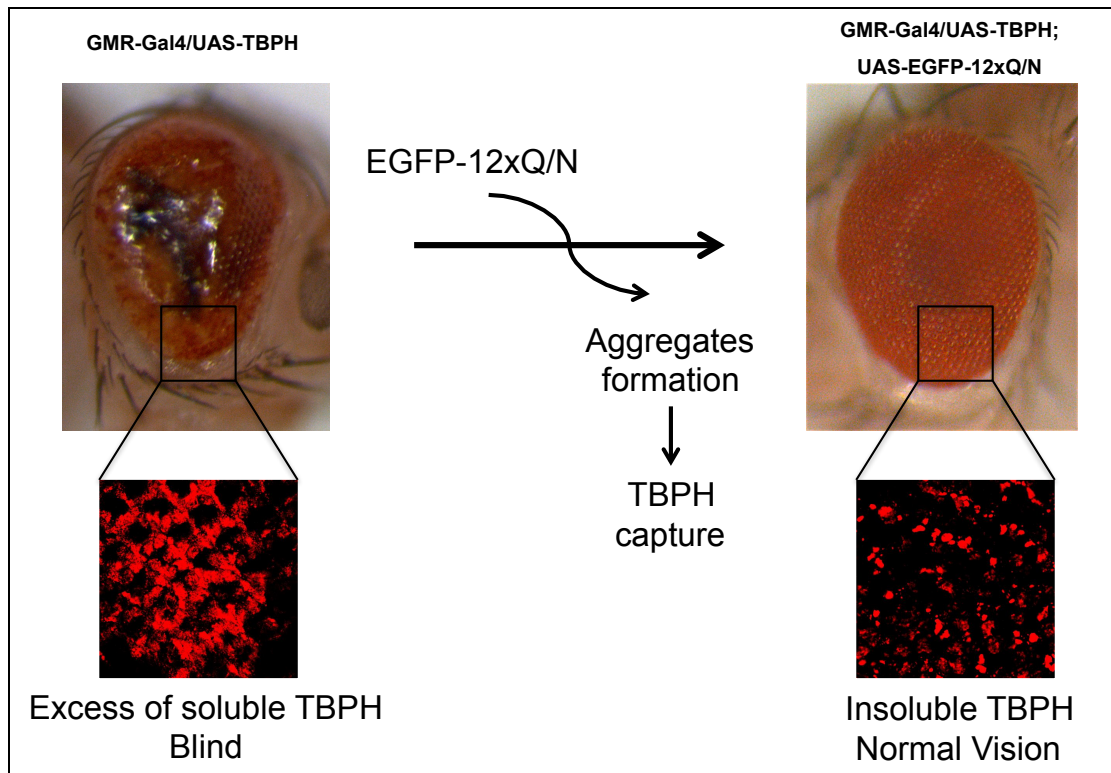 GMR-Gal4/UAS-TBPH
GMR-Gal4/UAS-TBPH;
UAS-EGFP-12xQ/N
EGFP-12xQ/N
Aggregates
formation
TBPH
capture
Excess of soluble TBPH
Blind
Insoluble TBPH
Normal Vision